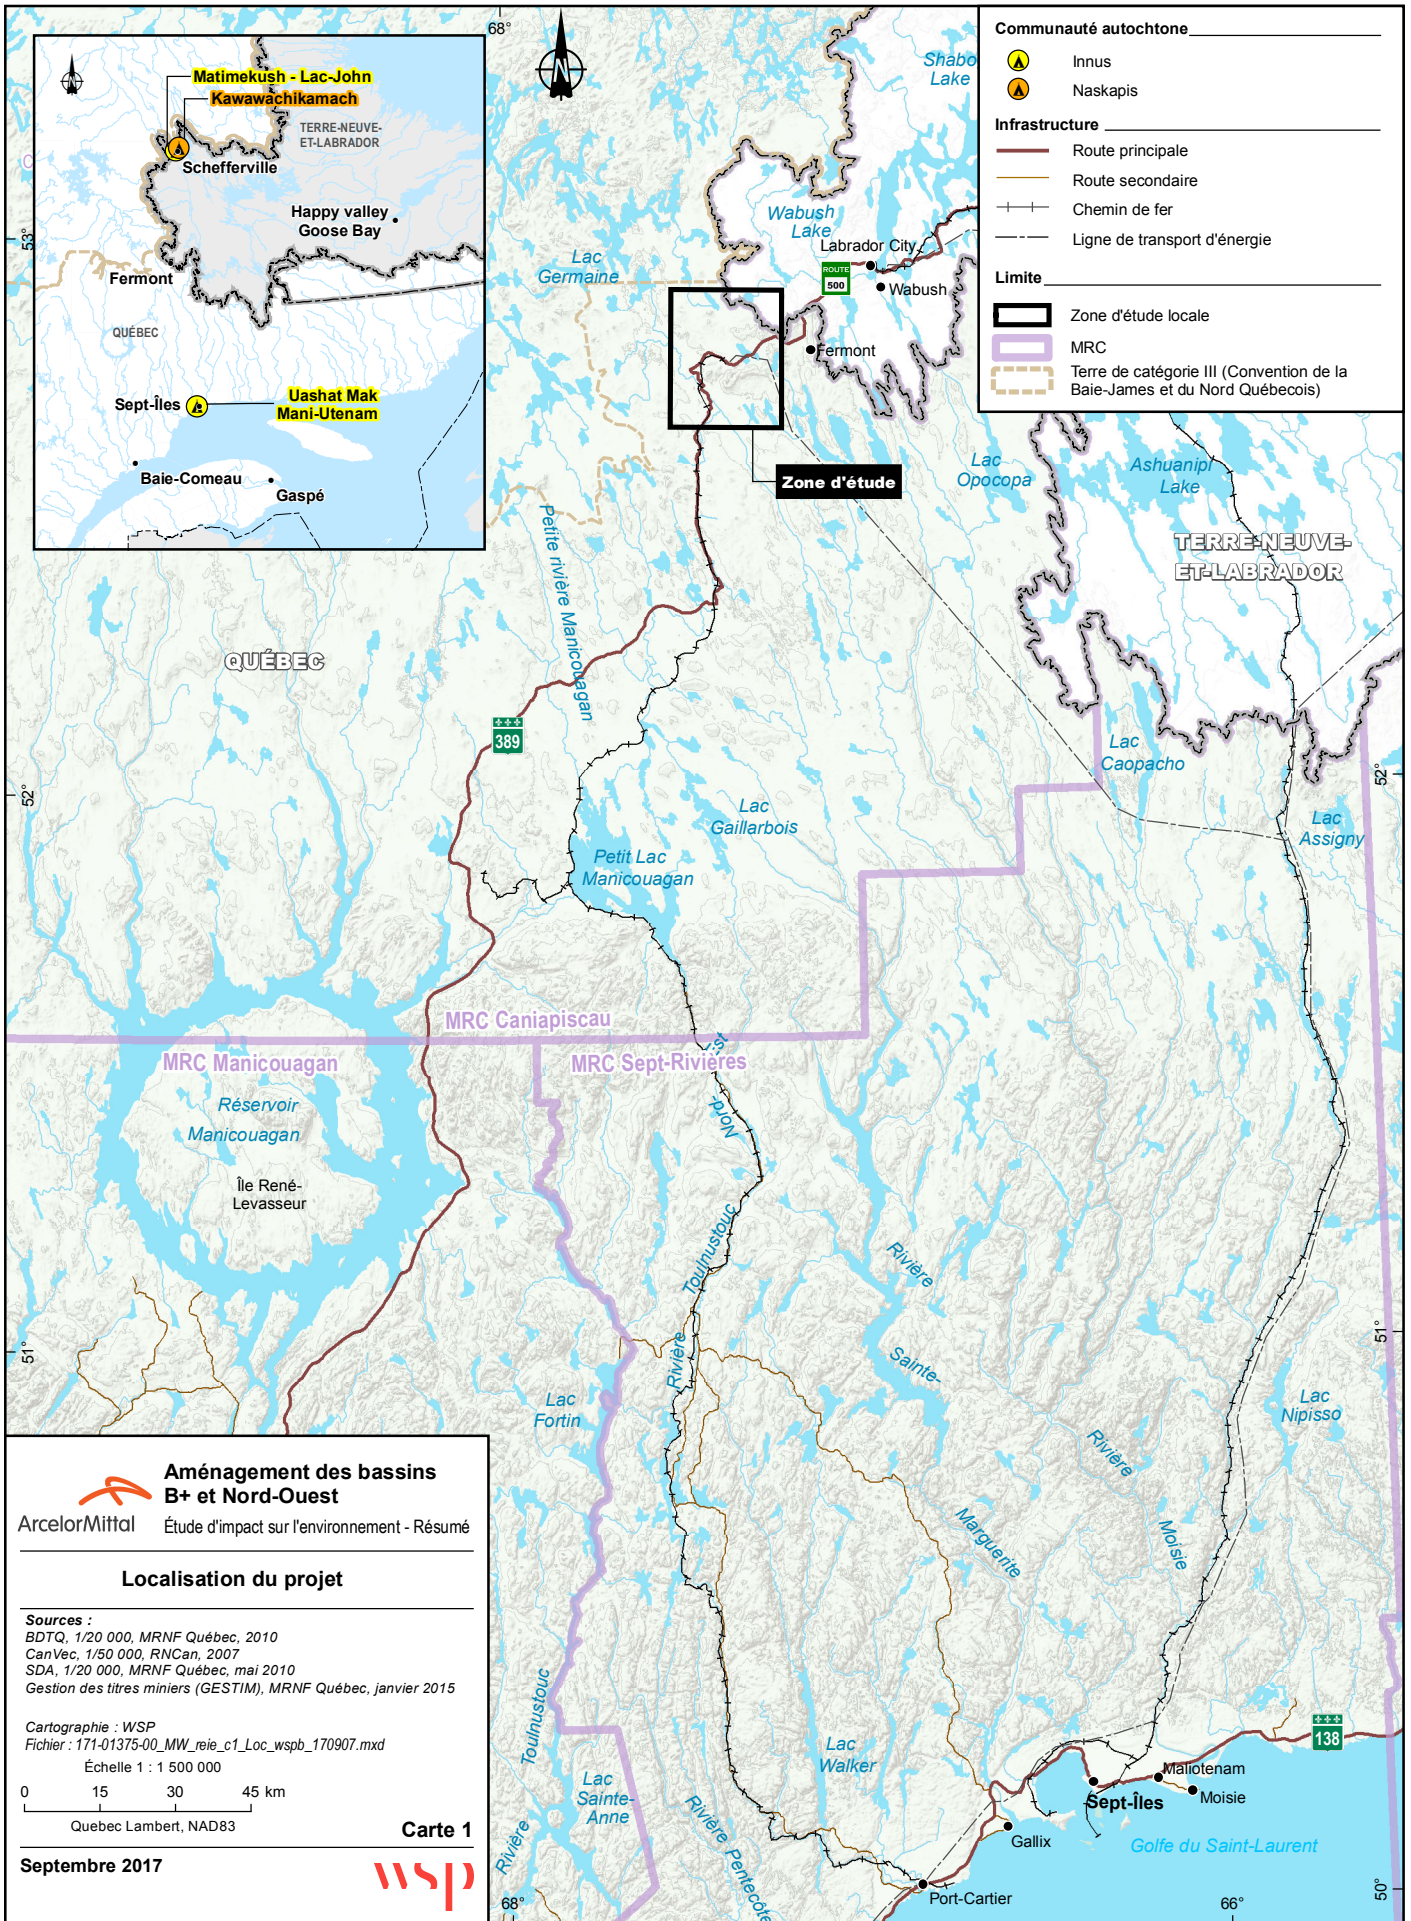 68°
Matimekush - Lac-John
Kawawachikamach
TERRE-NEUVE-
ET-LABRADOR
Schefferville
Happy valley
Goose Bay
Fermont
QUÉBEC
Sept-Îles
Uashat Mak
Mani-Utenam
Baie-Comeau
Gaspé
Communauté autochtone
Innus
Naskapis
Infrastructure
Route principale
Route secondaire
Chemin de fer
Ligne de transport d'énergie
Limite
Zone d'étude locale
MRC
Terre de catégorie III (Convention de la
Baie-James et du Nord Québecois)
Shabo
Lake
Wabush
Lake
Labrador City
ROUTE
500
Wabush
Fermont
Lac
Germaine
53°
Zone d'étude
Lac
Opocopa
Ashuanipi
Lake
TERRE-NEUVE-
ET-LABRADOR
Petite rivière Manicouagan
QUÉBEC
389
Lac
Caopacho
52°
52°
Lac
Gaillarbois
Lac
Assigny
Petit Lac
Manicouagan
MRC Caniapiscau
MRC Manicouagan
MRC Sept-Rivières
Réservoir
Manicouagan
Île René-
Levasseur
Rivière
Toulnustouc
Nord-
Est
Rivière
Sainte-
Marguerite
51°
51°
Lac
Fortin
Lac
Nipisso
Rivière
Moisie
ArcelorMittal
Aménagement des bassins
B+ et Nord-Ouest
Étude d'impact sur l'environnement - Résumé
Localisation du projet
Sources :
BDTQ, 1/20 000, MRNF Québec, 2010
CanVec, 1/50 000, RNCan, 2007
SDA, 1/20 000, MRNF Québec, mai 2010
Gestion des titres miniers (GESTIM), MRNF Québec, janvier 2015
Cartographie : WSP
Fichier : 171-01375-00_MW_reie_c1_Loc_wspb_170907.mxd
Échelle 1 : 1 500 000
0 15 30 45 km
Quebec Lambert, NAD83
Carte 1
Septembre 2017
wsp
Rivière
Toulnustouc
Lac
Sainte-
Anne
Rivière Pentecôte
Lac
Walker
138
Maliotenam
Sept-Îles
Moisie
Gallix
Golfe du Saint-Laurent
Port-Cartier
68°
66°
50°